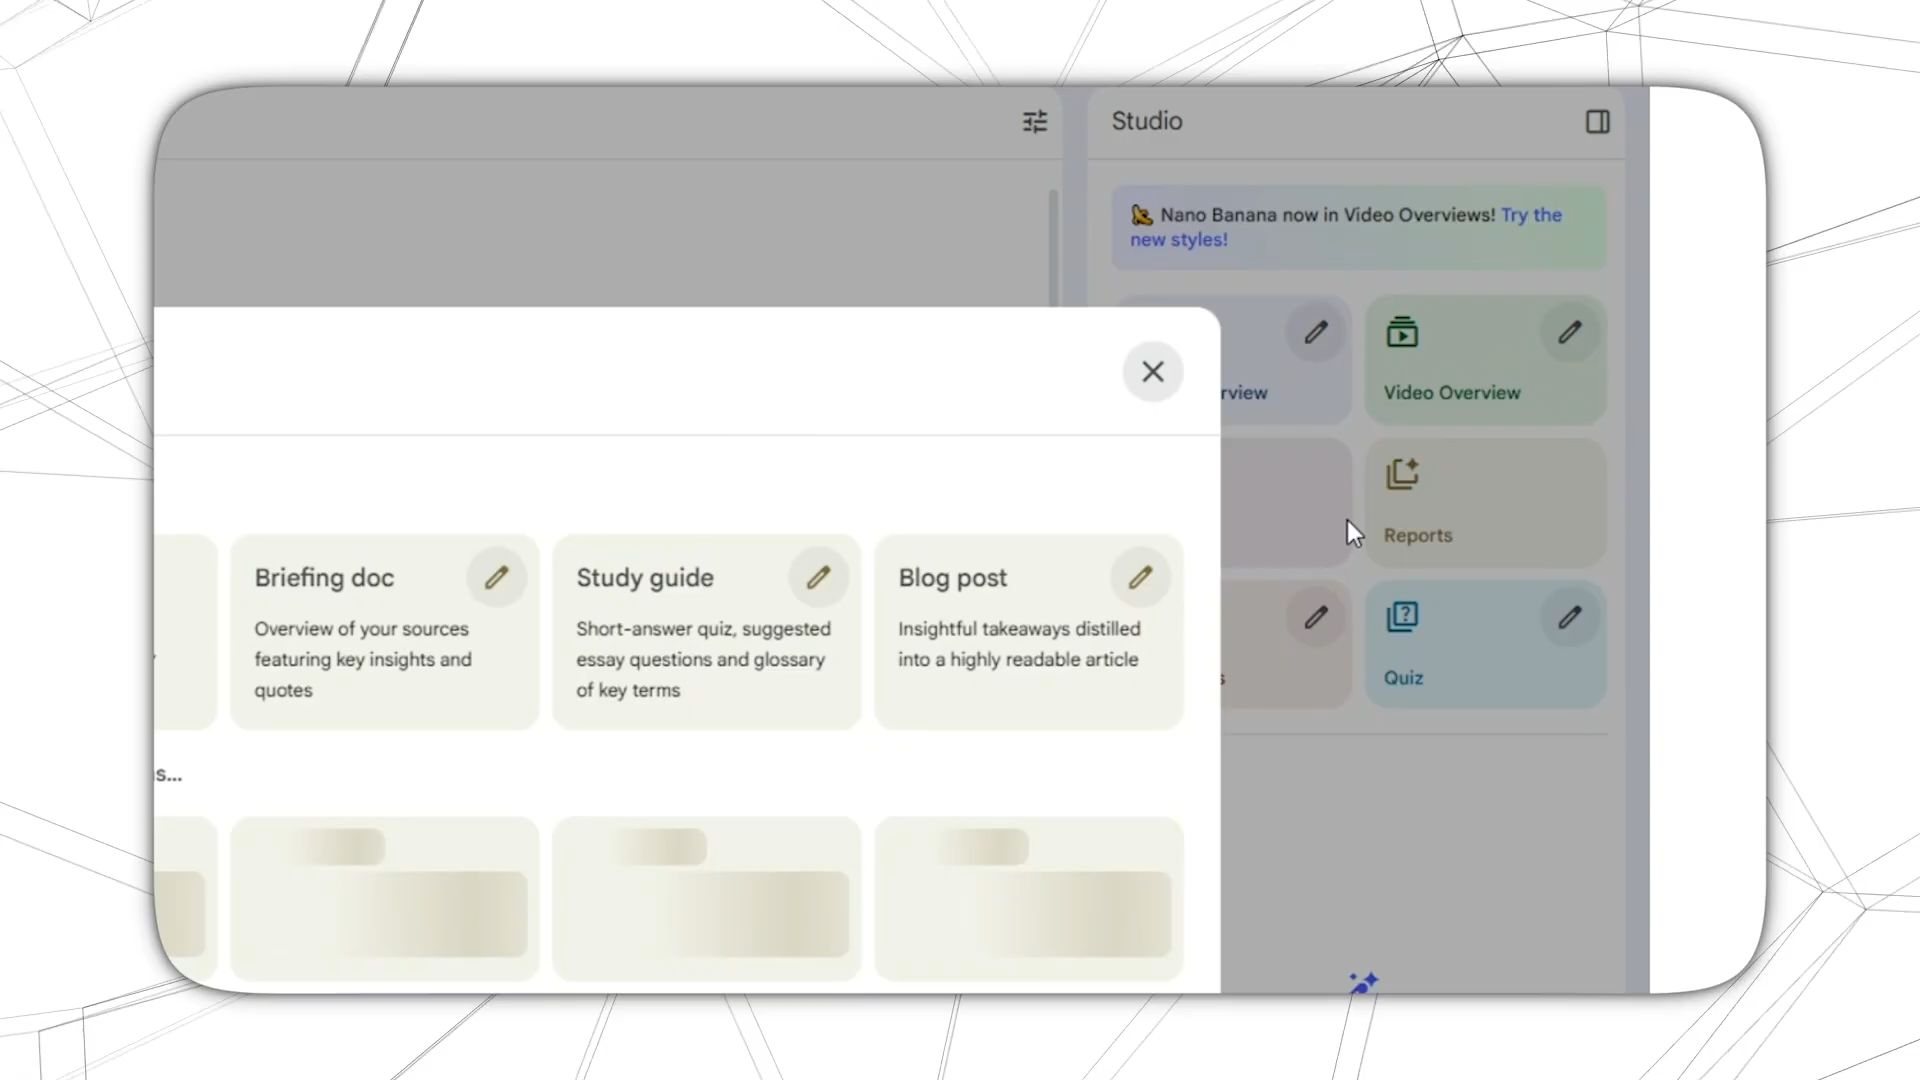 Studio
Nano Banana now in Video Overviews! Try the
new styles!
rview
Video Overview
Reports
s
Quiz
Briefing doc
Overview of your sources
featuring key insights and
quotes
Study guide
Short-answer quiz, suggested
essay questions and glossary
of key terms
Blog post
Insightful takeaways distilled
into a highly readable article
s...